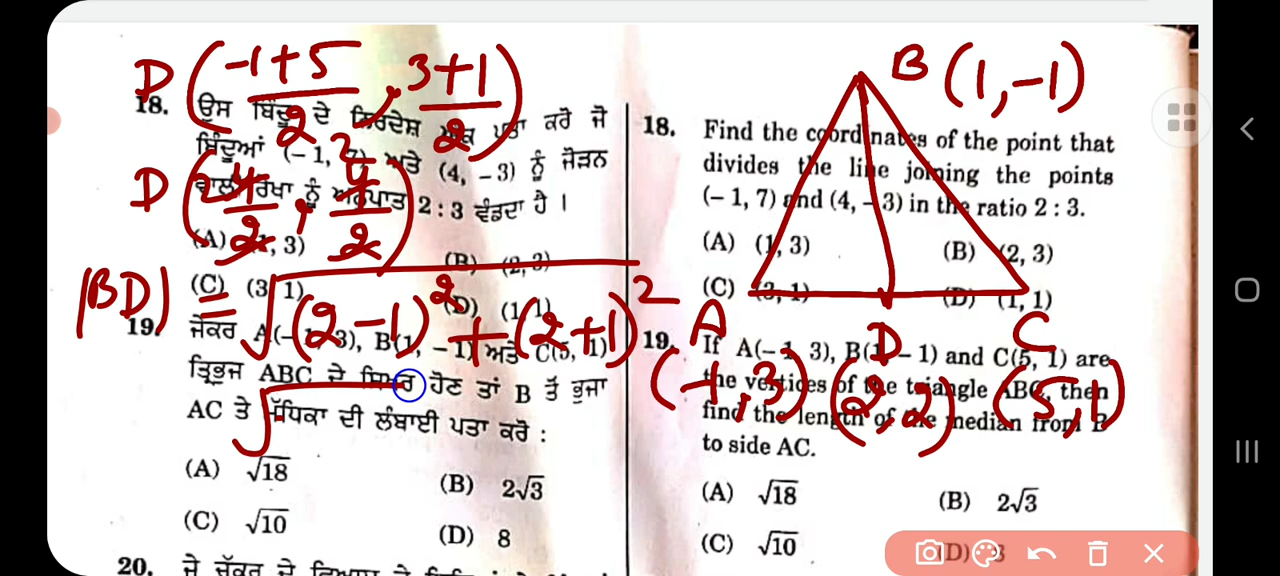 D (-1+5/2, 3+1/2)
D (2 4/2, 2 4/2)
|BD| = √(2-1)² + (2+1)²
√
18. ਉਸ ਬਿੰਦੂ ਦੇ ਨਿਰਦੇਸ਼ ਪਤਾ ਕਰੋ ਜੋ
ਬਿੰਦੂਆਂ (– 1, 7) ਅਤੇ (4, – 3) ਨੂੰ ਜੋੜਨ
ਰੇਖਾ ਨੂੰ ਅਨੁਪਾਤ 2 : 3 ਵੰਡਦਾ ਹੈ ।
(A) (1, 3)
(B) (2, 3)
(C) (3, 1)
(D) (1, 1)
19. ਜੇਕਰ A(– 1, 3), B(1, – 1) ਅਤੇ C(5, 1)
ਤ੍ਰਿਭੁਜ ABC ਦੇ ਸਿਖਰ ਹੋਣ ਤਾਂ B ਤੋਂ ਭੁਜਾ
AC ਤੇ ਮੱਧਿਕਾ ਦੀ ਲੰਬਾਈ ਪਤਾ ਕਰੋ :
(A) √18
(B) 2√3
(C) √10
(D) 8
20.
B (1, -1)
18. Find the coordinates of the point that
divides the line joining the points
(– 1, 7) and (4, – 3) in the ratio 2 : 3.
(A) (1, 3)
(B) (2, 3)
(C) (3, 1)
(D) (1, 1)
A D C
(-1, 3) (2, 2) (5, 1)
19. If A(– 1, 3), B(1, – 1) and C(5, 1) are
the vertices of the triangle ABC, then
find the length of the median from B
to side AC.
(A) √18
(B) 2√3
(C) √10
(D) 8